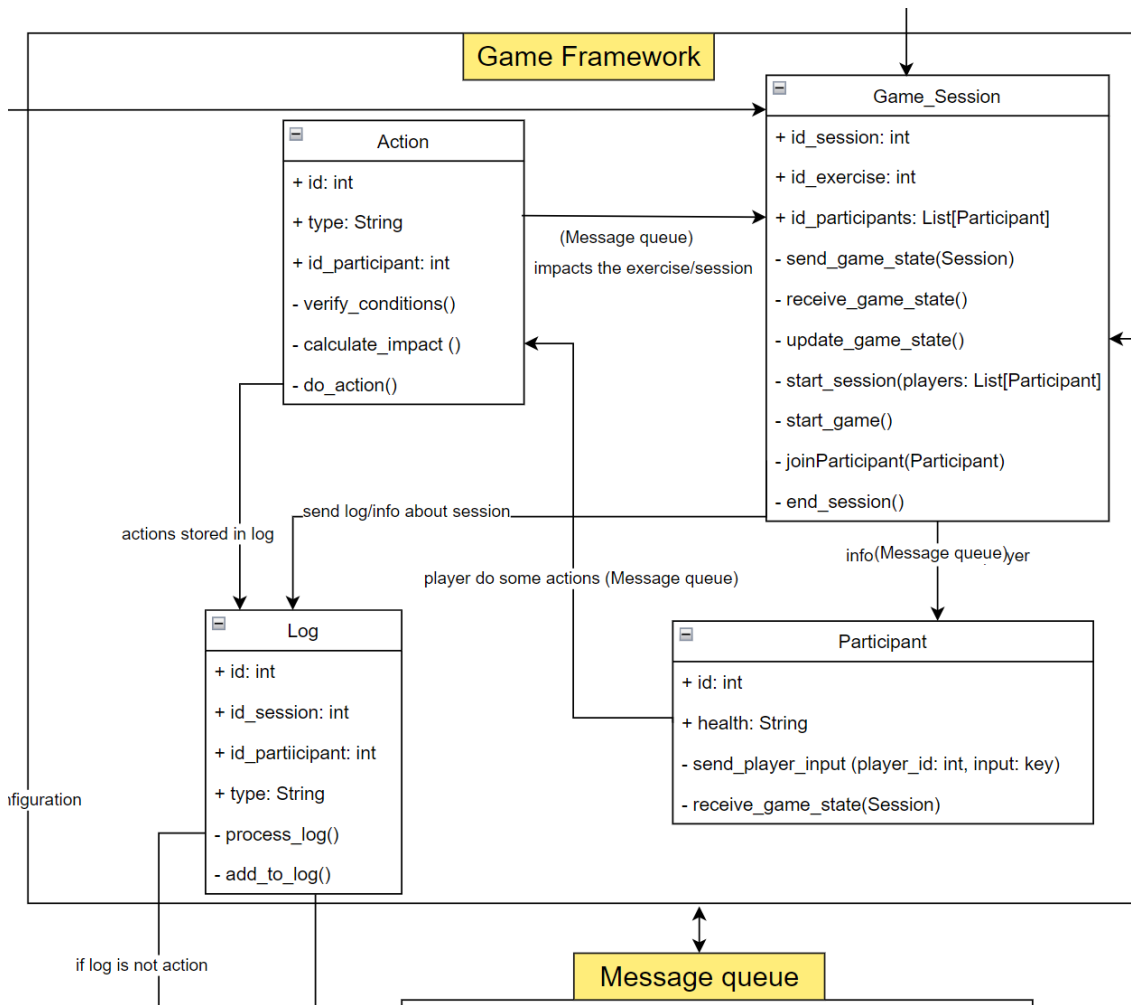 Game Framework
Game_Session
+ id_session: int
+ id_exercise: int
+ id_participants: List[Participant]
- send_game_state(Session)
- receive_game_state()
- update_game_state()
- start_session(players: List[Participant]
- start_game()
- joinParticipant(Participant)
- end_session()
Action
+ id: int
+ type: String
+ id_participant: int
- verify_conditions()
- calculate_impact ()
- do_action()
(Message queue)
impacts the exercise/session
send log/info about session
actions stored in log
player do some actions (Message queue)
info(Message queue)yer
Log
+ id: int
+ id_session: int
+ id_partiicipant: int
+ type: String
- process_log()
- add_to_log()
Participant
+ id: int
+ health: String
- send_player_input (player_id: int, input: key)
- receive_game_state(Session)
nfiguration
if log is not action
Message queue